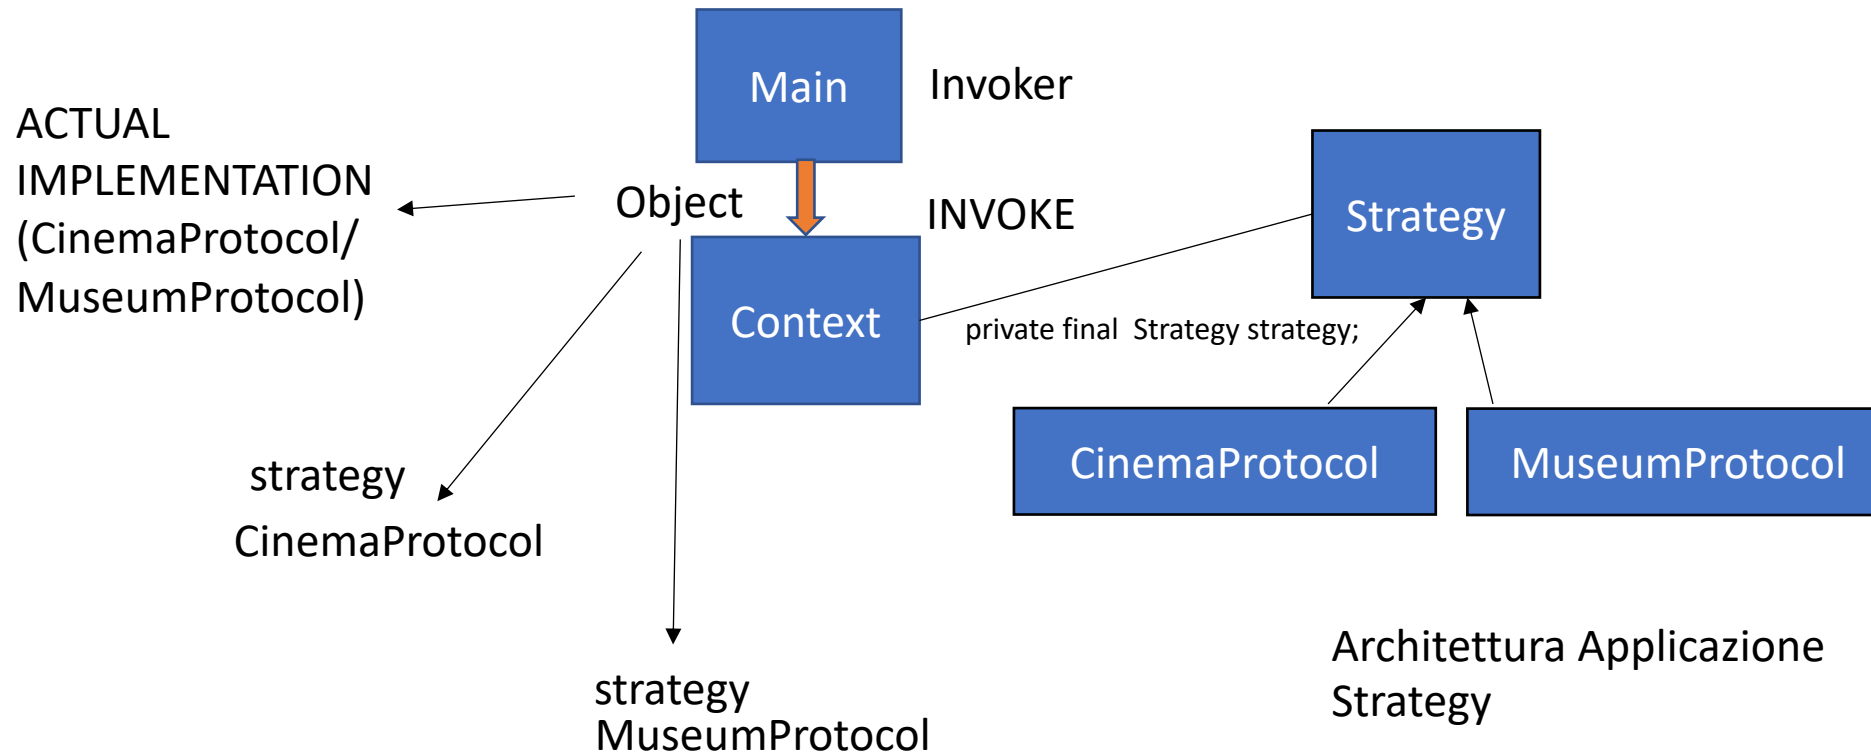 Main
Invoker
ACTUAL
IMPLEMENTATION
(CinemaProtocol/
MuseumProtocol)
Object
INVOKE
Strategy
Context
private final  Strategy strategy;
CinemaProtocol
MuseumProtocol
strategy
CinemaProtocol
strategy
MuseumProtocol
Architettura Applicazione
Strategy